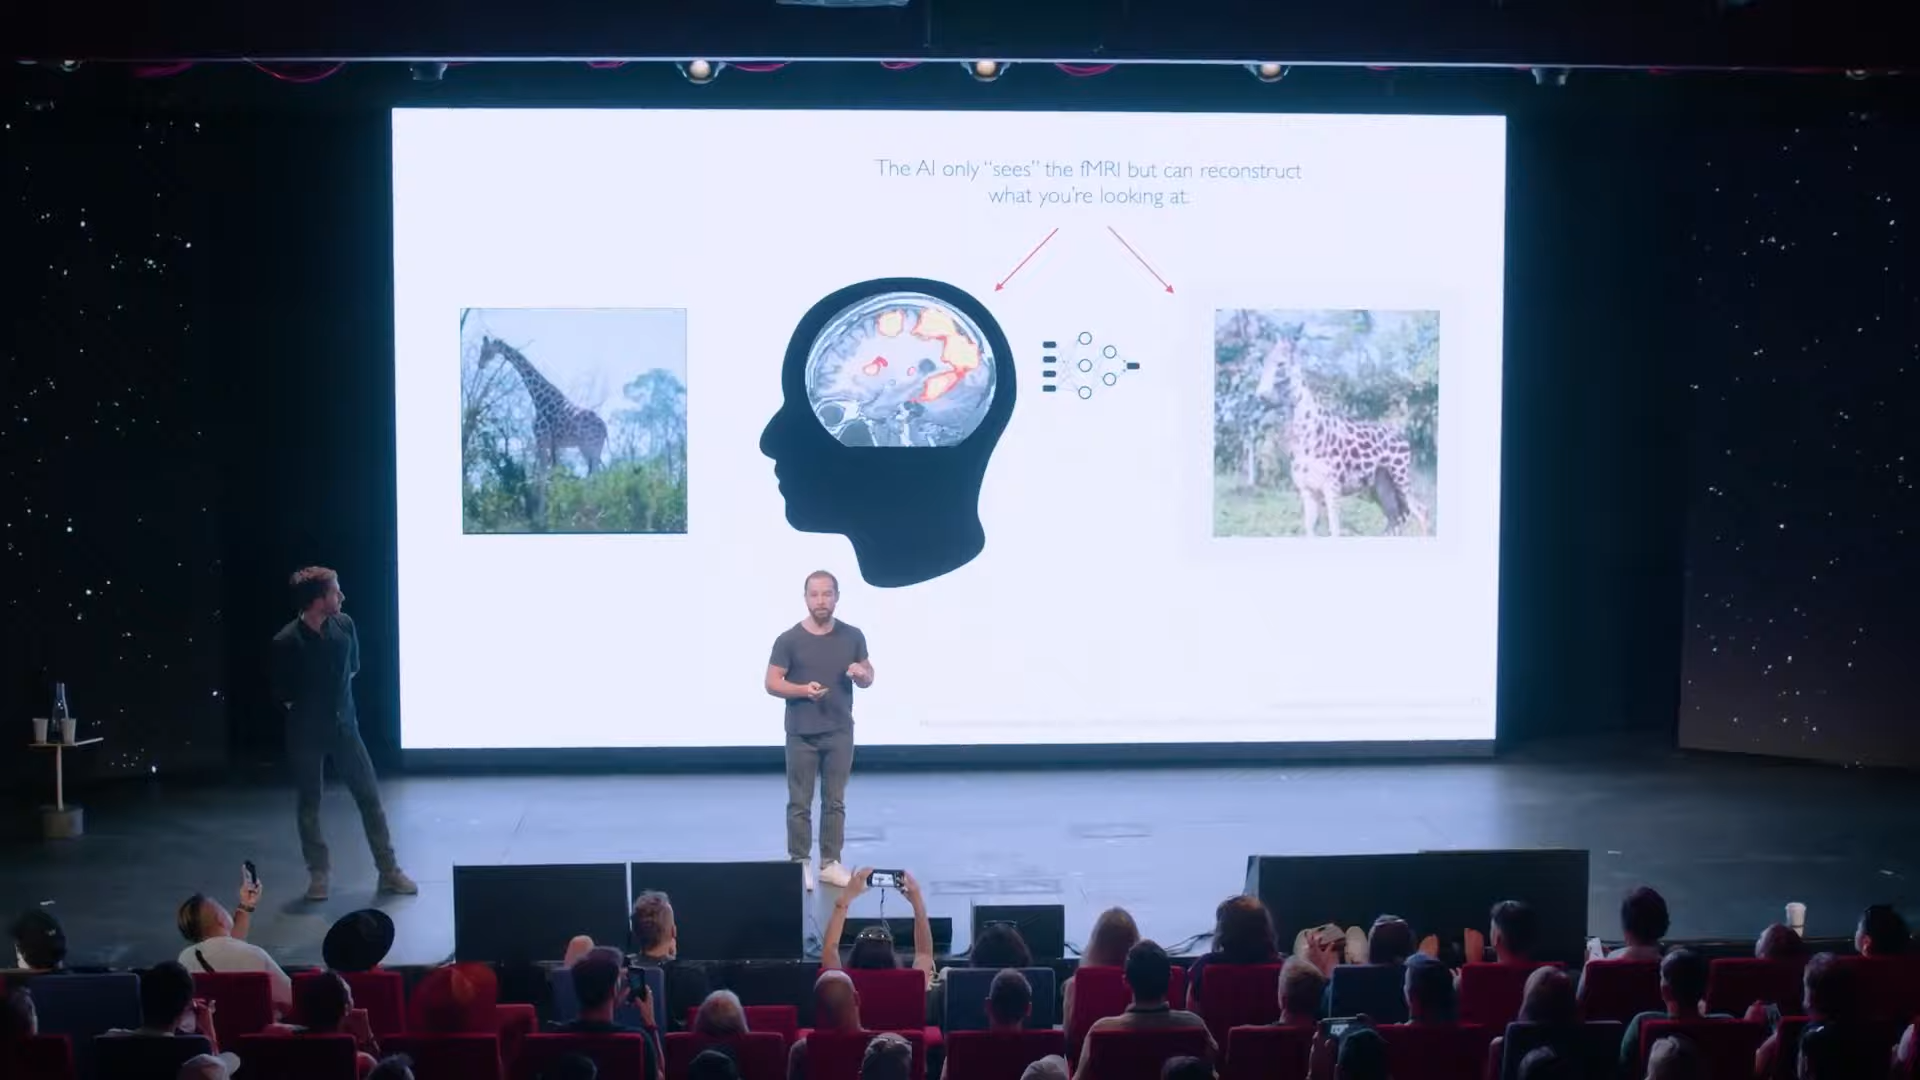 The AI only “sees” the fMRI but can reconstruct
what you're looking at.